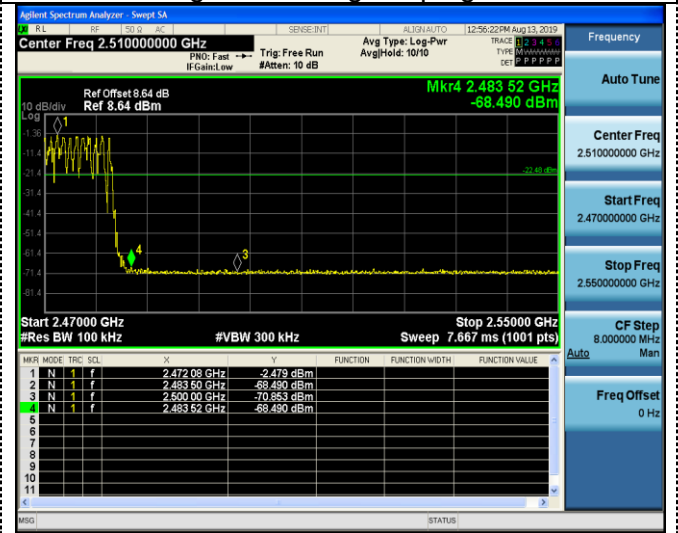 Agilent Spectrum Analyzer - Swept SA
RL RF 50 Ω AC SENSE:INT ALIGNAUTO 12:56:22PM Aug 13, 2019
Center Freq 2.510000000 GHz
PNO: Fast
IFGain:Low
Trig: Free Run
#Atten: 10 dB
Avg Type: Log-Pwr
Avg|Hold: 10/10
TRACE 1 2 3 4 5 6
TYPE M
DET P P P P P P
Ref Offset 8.64 dB
10 dB/div Ref 8.64 dBm
Log
Mkr4 2.483 52 GHz
-68.490 dBm
1
-1.36
-11.4
-21.4
-22.48 dBm
-31.4
-41.4
-51.4
-61.4
4
3
-71.4
-81.4
Start 2.47000 GHz Stop 2.55000 GHz
#Res BW 100 kHz #VBW 300 kHz Sweep 7.667 ms (1001 pts)
MKR MODE TRC SCL X Y FUNCTION FUNCTION WIDTH FUNCTION VALUE
1 N 1 f 2.472 08 GHz -2.479 dBm
2 N 1 f 2.483 50 GHz -68.490 dBm
3 N 1 f 2.500 00 GHz -70.853 dBm
4 N 1 f 2.483 52 GHz -68.490 dBm
5
6
7
8
9
10
11
MSG STATUS
Frequency
Auto Tune
Center Freq
2.510000000 GHz
Start Freq
2.470000000 GHz
Stop Freq
2.550000000 GHz
CF Step
8.000000 MHz
Auto Man
Freq Offset
0 Hz